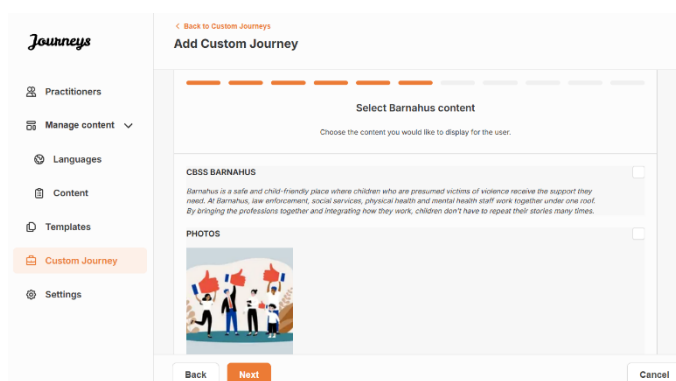 Journeys
Practitioners
Manage content
Languages
Content
Templates
Custom Journey
Settings
< Back to Custom Journeys
Add Custom Journey
Select Barnahus content
Choose the content you would like to display for the user.
CBSS BARNAHUS
Barnahus is a safe and child-friendly place where children who are presumed victims of violence receive the support they
need. At Barnahus, law enforcement, social services, physical health and mental health staff work together under one roof.
By bringing the professions together and integrating how they work, children don't have to repeat their stories many times.
PHOTOS
Back
Next
Cancel